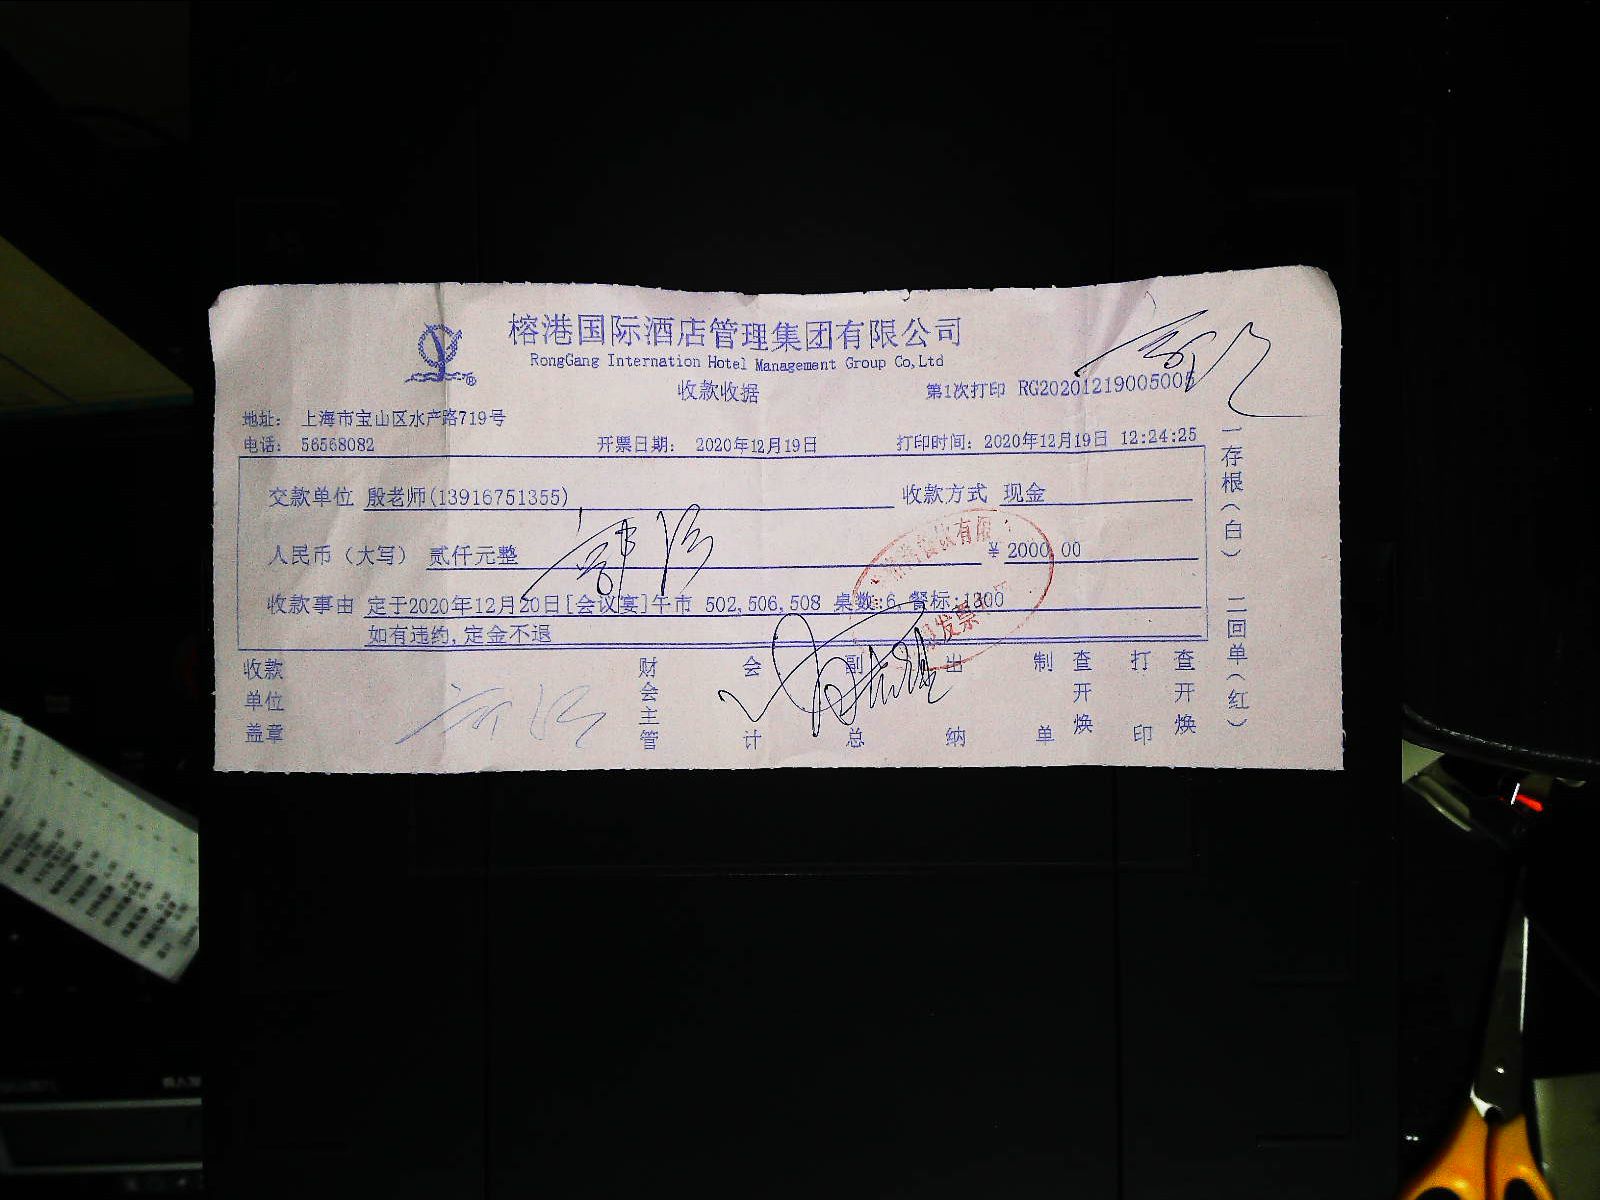 榕港国际酒店管理集团有限公司
RongGang Internation Hotel Management Group Co,Ltd
收款收据
第1次打印 RG20201219005005
地址： 上海市宝山区水产路719号
电话： 56568082 开票日期： 2020年12月19日 打印时间：2020年12月19日 12:24:25
交款单位 殷老师(13916751355) 收款方式 现金
人民币（大写） 贰仟元整 ￥2000.00
收款事由 定于2020年12月20日[会议宴]午市 502,506,508 桌数:6,餐标:1300
如有违约,定金不退
收款单位盖章 财会主管 会计 副总 出纳 制单 查开焕 打印 查开焕
一存根（白） 二回单（红）